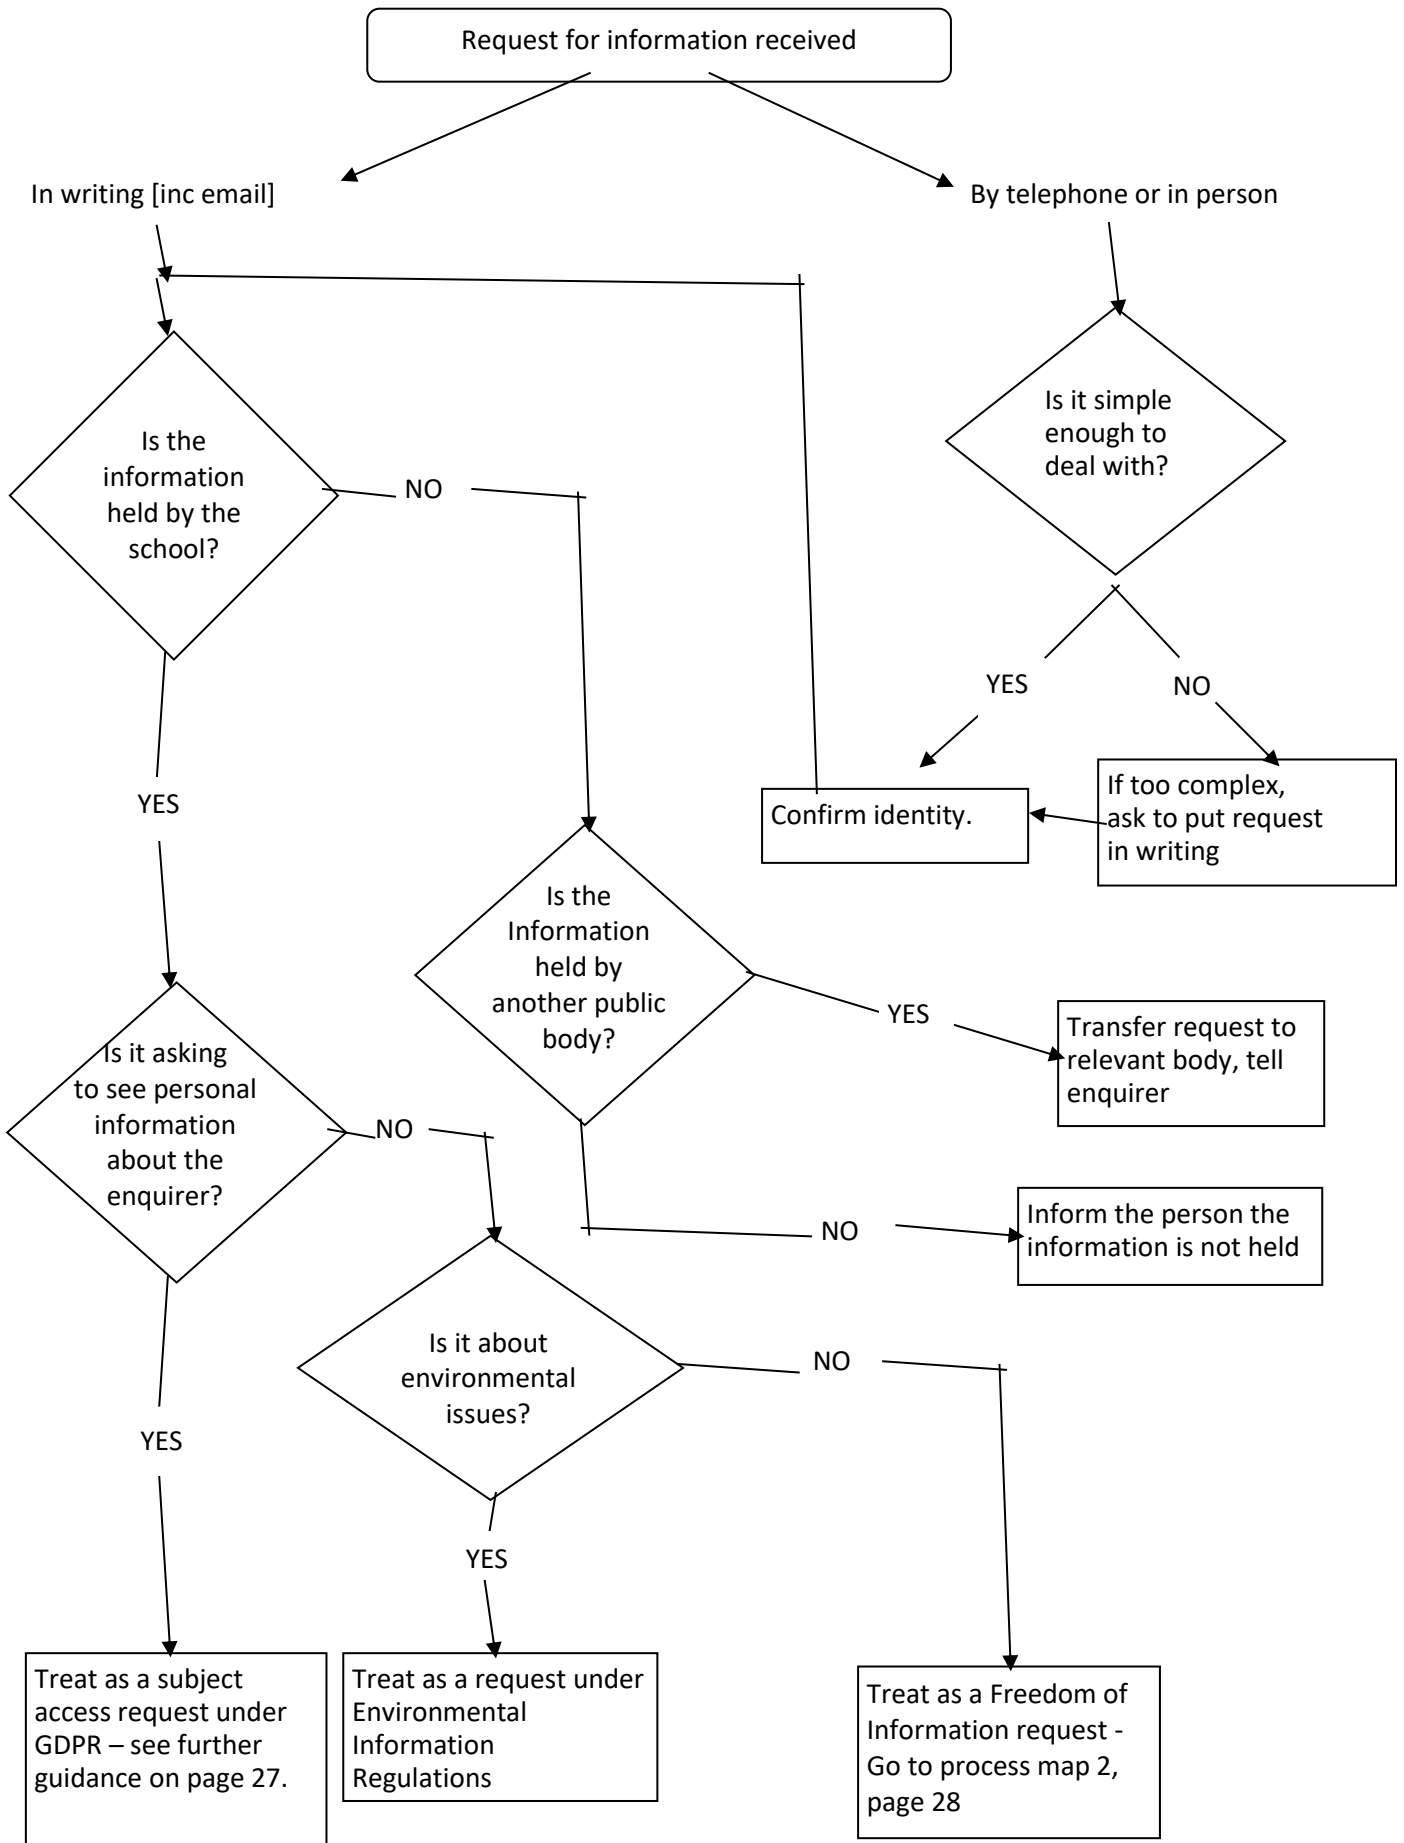 Request for information received
In writing [inc email]
By telephone or in person
Is it simple
enough to
deal with?
Is the
information
held by the
school?
NO
YES
NO
If too complex,
ask to put request
in writing
Confirm identity.
YES
Is the
Information
held by
another public
body?
YES
Transfer request to
relevant body, tell
enquirer
Is it asking
to see personal
information
about the
enquirer?
NO
NO
Inform the person the
information is not held
Is it about
environmental
issues?
NO
YES
YES
Treat as a subject
access request under
GDPR – see further
guidance on page 27.
Treat as a request under
Environmental
Information
Regulations
Treat as a Freedom of
Information request -
Go to process map 2,
page 28